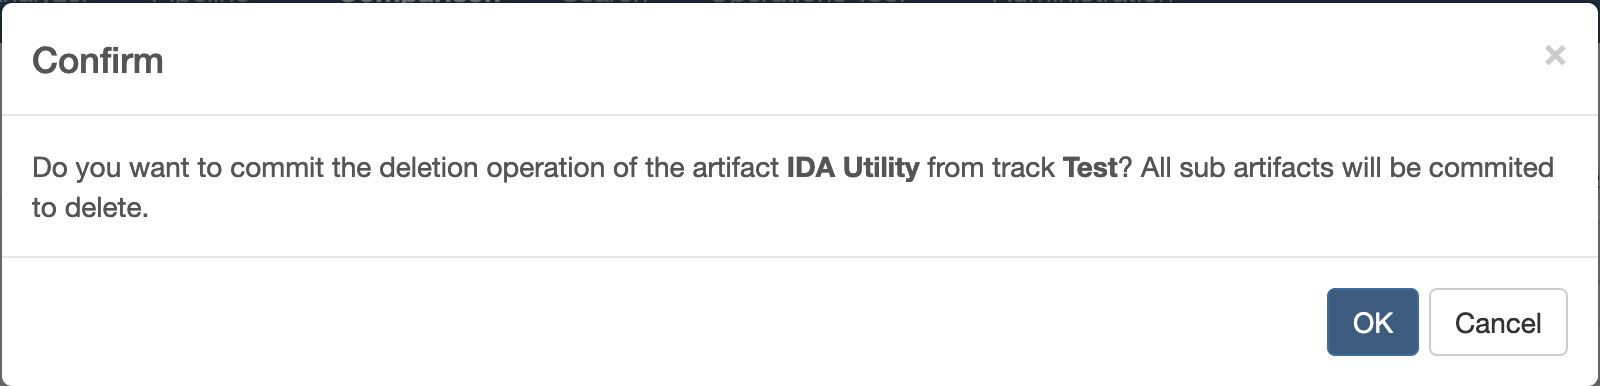 Confirm
×
Do you want to commit the deletion operation of the artifact IDA Utility from track Test? All sub artifacts will be commited
to delete.
OK
Cancel